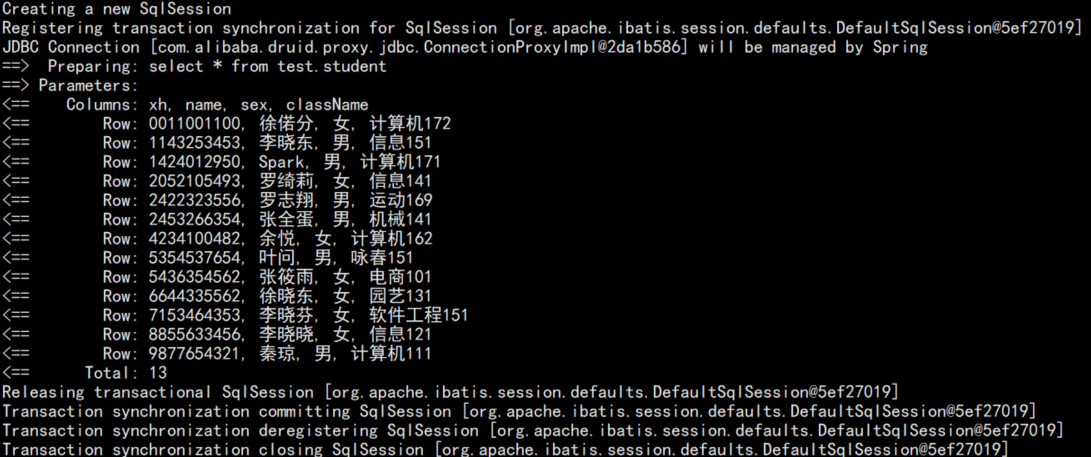 Creating a new SqlSession
Registering transaction synchronization for SqlSession [org.apache.ibatis.session.defaults.DefaultSqlSession@5ef27019]
JDBC Connection [com.alibaba.druid.proxy.jdbc.ConnectionProxyImpl@2da1b586] will be managed by Spring
==>  Preparing: select * from test.student
==> Parameters:
<==    Columns: xh, name, sex, className
<==        Row: 0011001100, 徐偌分, 女, 计算机172
<==        Row: 1143253453, 李晓东, 男, 信息151
<==        Row: 1424012950, Spark, 男, 计算机171
<==        Row: 2052105493, 罗绮莉, 女, 信息141
<==        Row: 2422323556, 罗志翔, 男, 运动169
<==        Row: 2453266354, 张全蛋, 男, 机械141
<==        Row: 4234100482, 余悦, 女, 计算机162
<==        Row: 5354537654, 叶问, 男, 咏春151
<==        Row: 5436354562, 张筱雨, 女, 电商101
<==        Row: 6644335562, 徐晓东, 女, 园艺131
<==        Row: 7153464353, 李晓芬, 女, 软件工程151
<==        Row: 8855633456, 李晓晓, 女, 信息121
<==        Row: 9877654321, 秦琼, 男, 计算机111
<==      Total: 13
Releasing transactional SqlSession [org.apache.ibatis.session.defaults.DefaultSqlSession@5ef27019]
Transaction synchronization committing SqlSession [org.apache.ibatis.session.defaults.DefaultSqlSession@5ef27019]
Transaction synchronization deregistering SqlSession [org.apache.ibatis.session.defaults.DefaultSqlSession@5ef27019]
Transaction synchronization closing SqlSession [org.apache.ibatis.session.defaults.DefaultSqlSession@5ef27019]